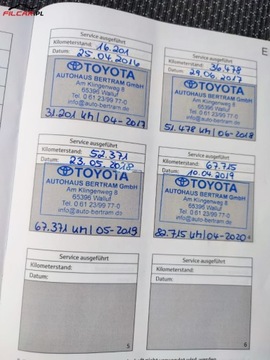 PiLKCARS.PL
Service ausgeführt
Kilometerstand: 16.201
Datum: 25.04.2016
TOYOTA
AUTOHAUS BERTRAM GmbH
Am Klingenweg 8
65396 Walluf
Tel. 0 61 23/99 77-0
info@auto-bertram.de
31.201 km/04-2017
Service ausgeführt
Kilometerstand: 36.478
Datum: 29.06.2017
TOYOTA
AUTOHAUS BERTRAM GmbH
Am Klingenweg 8
65396 Walluf
Tel. 0 61 23/99 77-0
info@auto-bertram.de
51.478 km/06-2018
Service ausgeführt
Kilometerstand: 52.371
Datum: 23.05.2018
TOYOTA
AUTOHAUS BERTRAM GmbH
Am Klingenweg 8
65396 Walluf
Tel. 0 61 23/99 77-0
info@auto-bertram.de
67.371 km/05-2019
Service ausgeführt
Kilometerstand: 67.715
Datum: 10.04.2019
TOYOTA
AUTOHAUS BERTRAM GmbH
Am Klingenweg 8
65396 Walluf
Tel. 0 61 23/99 77-0
info@auto-bertram.de
82.715 km/04-2020
Service ausgeführt
Kilometerstand:
Datum:
5
Service ausgeführt
Kilometerstand:
Datum:
6